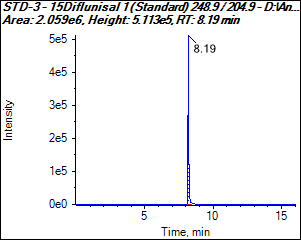 STD-3 - 15Diflunisal 1 (Standard) 248.9 / 204.9 - D:\An...
Area: 2.059e6, Height: 5.113e5, RT: 8.19 min
5e5
8.19
4e5
3e5
Intensity
2e5
1e5
0e0
5
10
15
Time, min